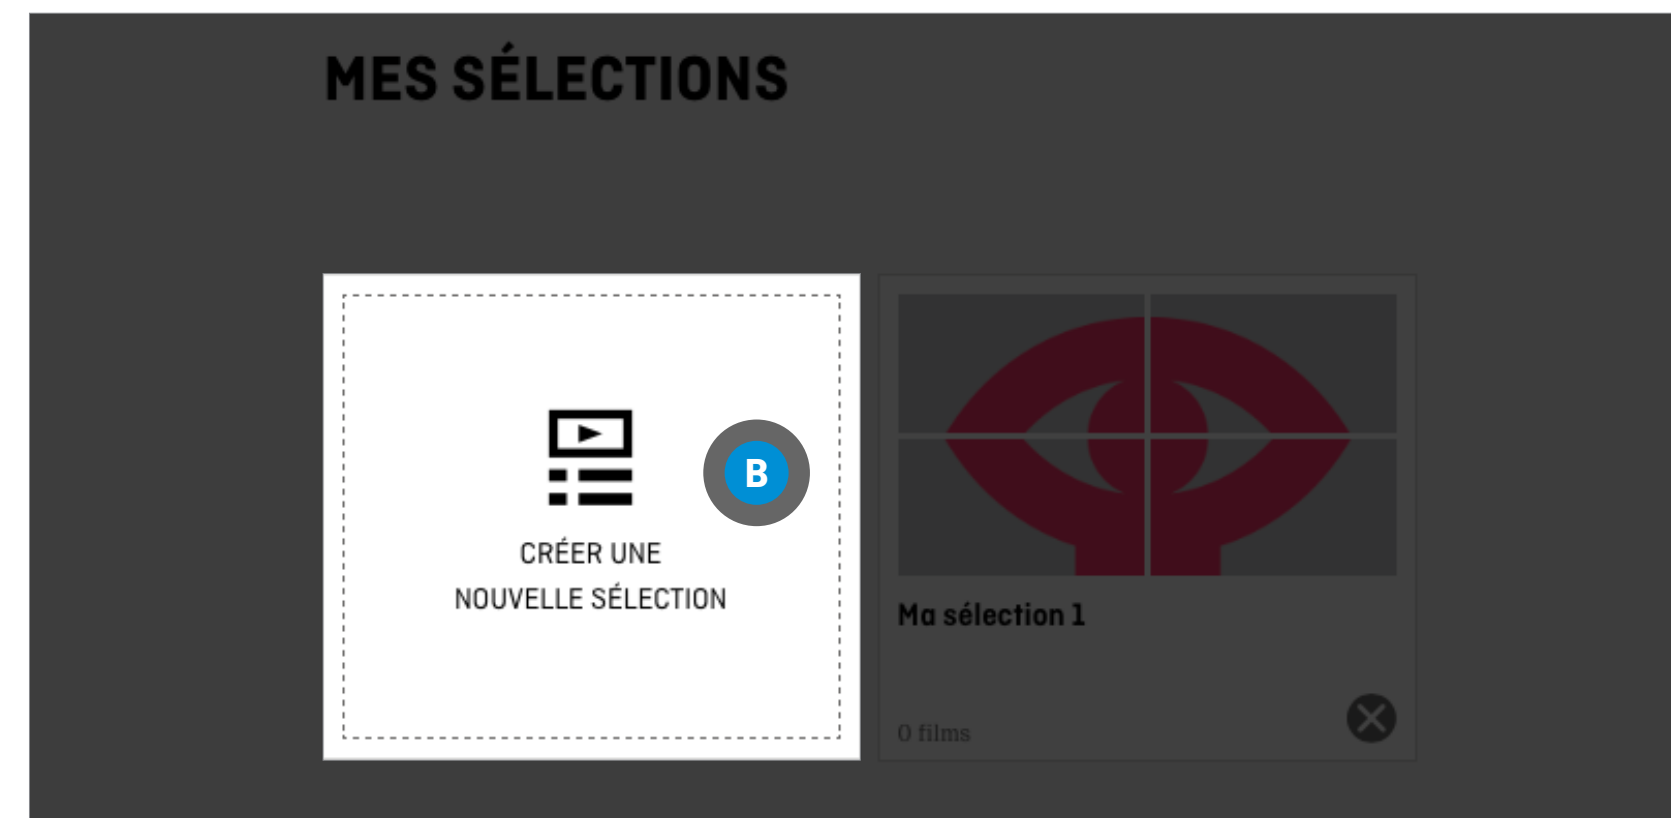 MES SÉLECTIONS
B
CRÉER UNE
NOUVELLE SÉLECTION
Ma sélection 1
0 films